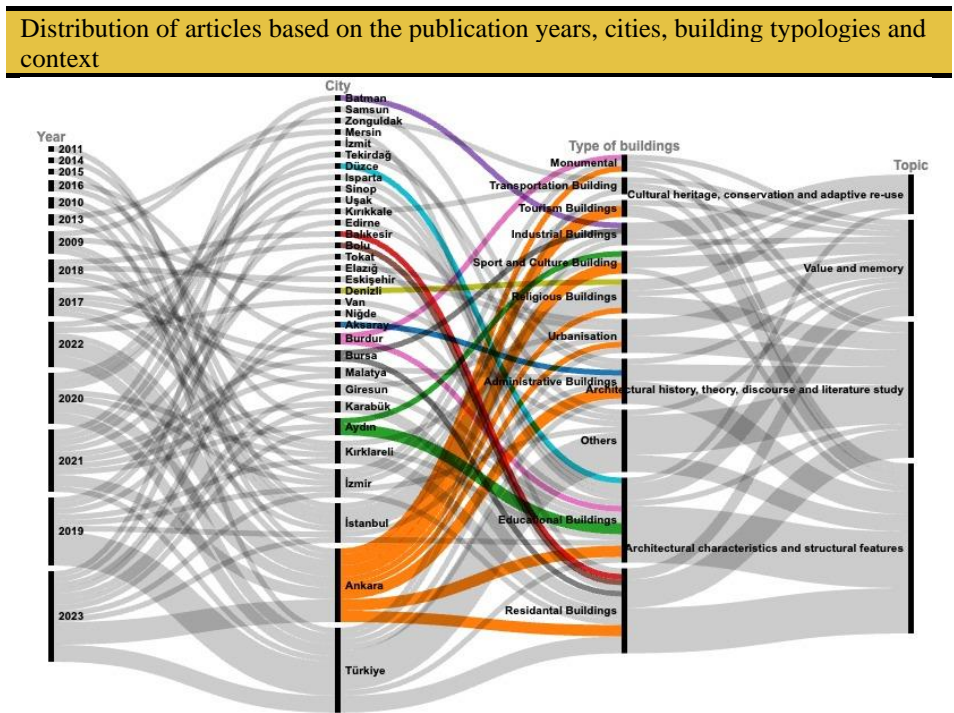 Distribution of articles based on the publication years, cities, building typologies and
context
Year
2011
2014
2015
2016
2010
2013
2009
2018
2017
2022
2020
2021
2019
2023
City
Batman
Samsun
Zonguldak
Mersin
İzmit
Tekirdağ
Düzce
Isparta
Sinop
Uşak
Kırıkkale
Edirne
Balıkesir
Bolu
Tokat
Elazığ
Eskişehir
Denizli
Van
Niğde
Aksaray
Burdur
Bursa
Malatya
Giresun
Karabük
Aydın
Kırklareli
İzmir
İstanbul
Ankara
Türkiye
Type of buildings
Monumental
Transportation Building
Tourism Buildings
Industrial Buildings
Sport and Culture Building
Religious Buildings
Urbanisation
Administrative Buildings
Others
Educational Buildings
Residantal Buildings
Topic
Cultural heritage, conservation and adaptive re-use
Value and memory
Architectural history, theory, discourse and literature study
Architectural characteristics and structural features